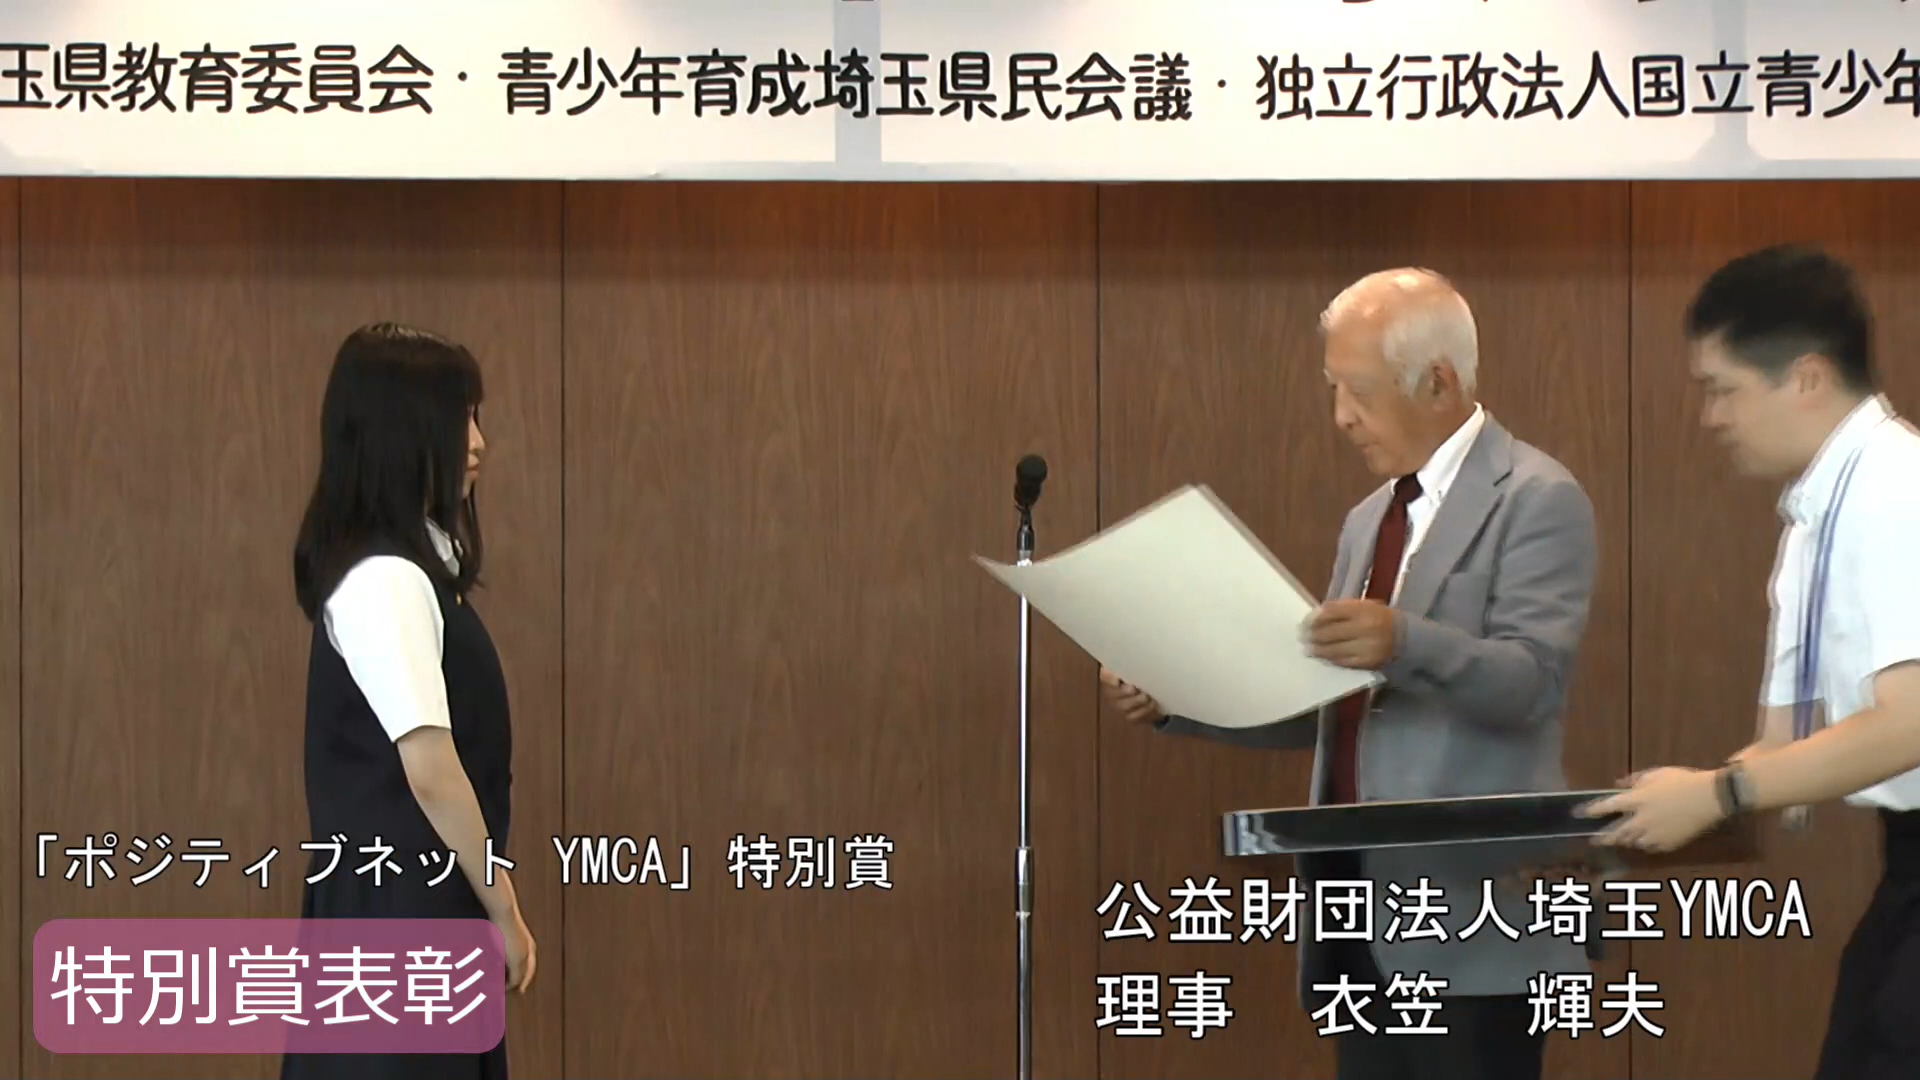 玉県教育委員会・青少年育成埼玉県民会議・独立行政法人国立青少年
「ポジティブネット YMCA」特別賞
特別賞表彰
公益財団法人埼玉YMCA
理事 衣笠 輝夫